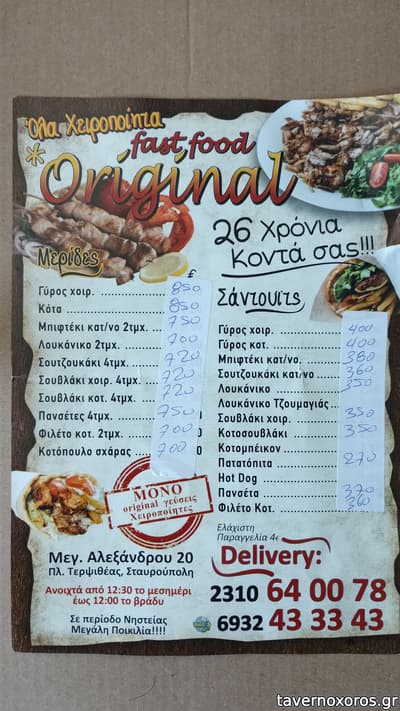 Όλα Χειροποίητα
fast food
*Original
26 Χρόνια
κοντά σας!!!
Μερίδες
€
Γύρος χοιρ. 850
Κότα 850
Μπιφτέκι κατ/νο 2τμχ. 750
Λουκάνικο 2τμχ. 700
Σουτζουκάκι 4τμχ. 720
Σουβλάκι χοιρ. 4τμχ. 720
Σουβλάκι κοτ. 4τμχ. 720
Πανσέτες 4τμχ. 750
Φιλέτο κοτ. 2τμχ. 700
Κοτόπουλο σχάρας 700
Σάντουιτς
Γύρος χοιρ. 400
Γύρος κοτ. 400
Μπιφτέκι κατ/νο. 380
Σουτζουκάκι κατ/νο 360
Λουκάνικο 350
Λουκάνικο Τζουμαγιάς
Σουβλάκι χοιρ. 350
Κοτοσουβλάκι 350
Κοτομπέικον
Πατατόπιτα 270
Hot Dog
Πανσέτα 370
Φιλέτο Κοτ. 360
ΜΟΝΟ
original γεύσεις
Χειροποίητες
Μεγ. Αλεξάνδρου 20
Πλ. Τερψιθέας, Σταυρούπολη
Ανοιχτά από 12:30 το μεσημέρι
έως 12:00 το βράδυ
Σε περίοδο Νηστείας
Μεγάλη Ποικιλία!!!!
Ελάχιστη
Παραγγελία 4€
Delivery:
2310 64 00 78
6932 43 33 43
tavernoxoros.gr